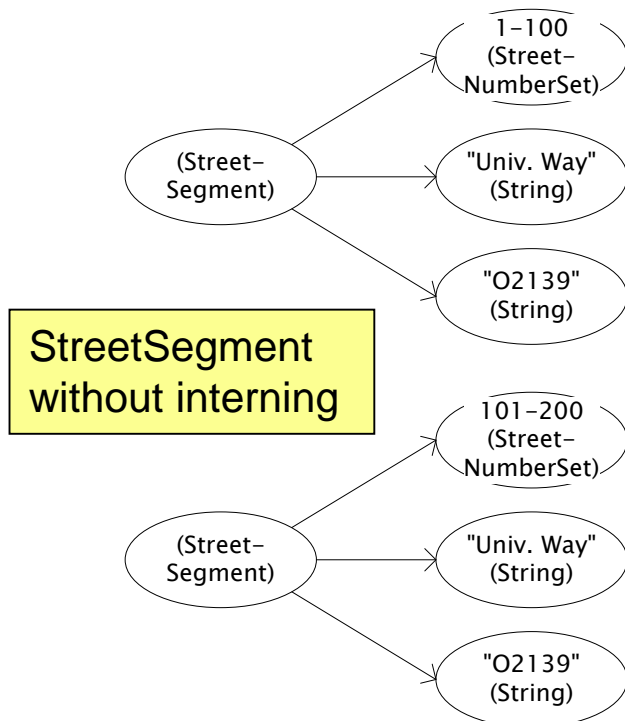 1-100
(Street-
NumberSet)
(Street-
Segment)
"Univ. Way"
(String)
"O2139"
(String)
StreetSegment
without interning
101-200
(Street-
NumberSet)
(Street-
Segment)
"Univ. Way"
(String)
"O2139"
(String)